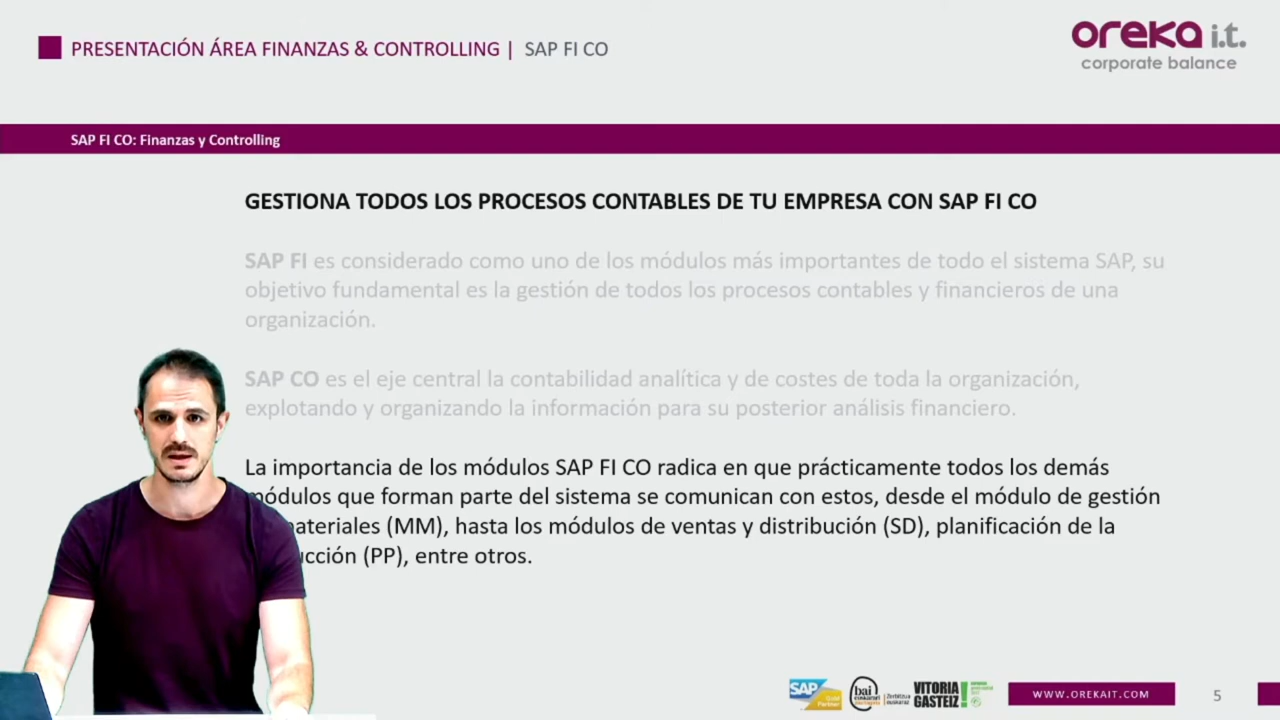 PRESENTACIÓN ÁREA FINANZAS & CONTROLLING | SAP FI CO
oreka i.t.
corporate balance
SAP FI CO: Finanzas y Controlling
GESTIONA TODOS LOS PROCESOS CONTABLES DE TU EMPRESA CON SAP FI CO
SAP FI es considerado como uno de los módulos más importantes de todo el sistema SAP, su
objetivo fundamental es la gestión de todos los procesos contables y financieros de una
organización.
SAP CO es el eje central la contabilidad analítica y de costes de toda la organización,
explotando y organizando la información para su posterior análisis financiero.
La importancia de los módulos SAP FI CO radica en que prácticamente todos los demás
módulos que forman parte del sistema se comunican con estos, desde el módulo de gestión
materiales (MM), hasta los módulos de ventas y distribución (SD), planificación de la
cción (PP), entre otros.
SAP
bai
VITORIA
GASTEIZ
WWW.OREKAIT.COM
5